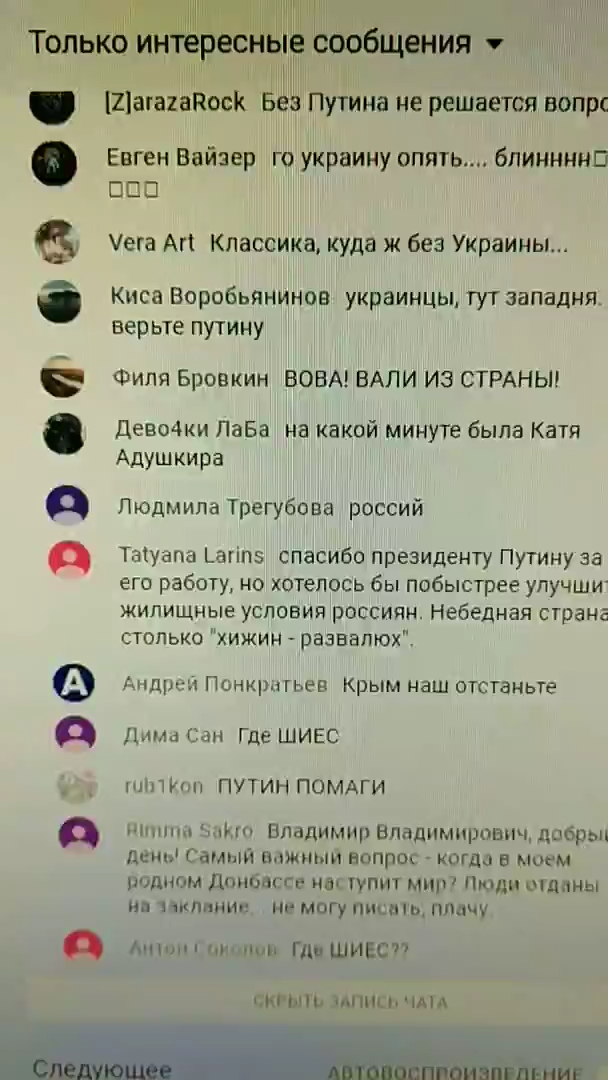 Только интересные сообщения
[Z]arazaRock Без Путина не решается вопро
Евген Вайзер го украину опять.... блинннн□
□□□
Vera Art Классика, куда ж без Украины...
Киса Воробьянинов украинцы, тут западня.
верьте путину
Филя Бровкин ВОВА! ВАЛИ ИЗ СТРАНЫ!
Дево4ки ЛаБа на какой минуте была Катя
Адушкира
Людмила Трегубова россий
Tatyana Larins спасибо президенту Путину за
его работу, но хотелось бы побыстрее улучши
жилищные условия россиян. Небедная страна
столько "хижин - развалюх".
А
Андрей Понкратьев Крым наш отстаньте
Дима Сан Где ШИЕС
rub1kon ПУТИН ПОМАГИ
Rimma Sakro Владимир Владимирович, добры
день! Самый важный вопрос - когда в моем
родном Донбассе наступит мир? Люди отданы
на заклание... не могу писать, плачу.
Антон Соколов Где ШИЕС??
СКРЫТЬ ЗАПИСЬ ЧАТА
Следующее АВТОВОСПРОИЗВЕДЕНИЕ